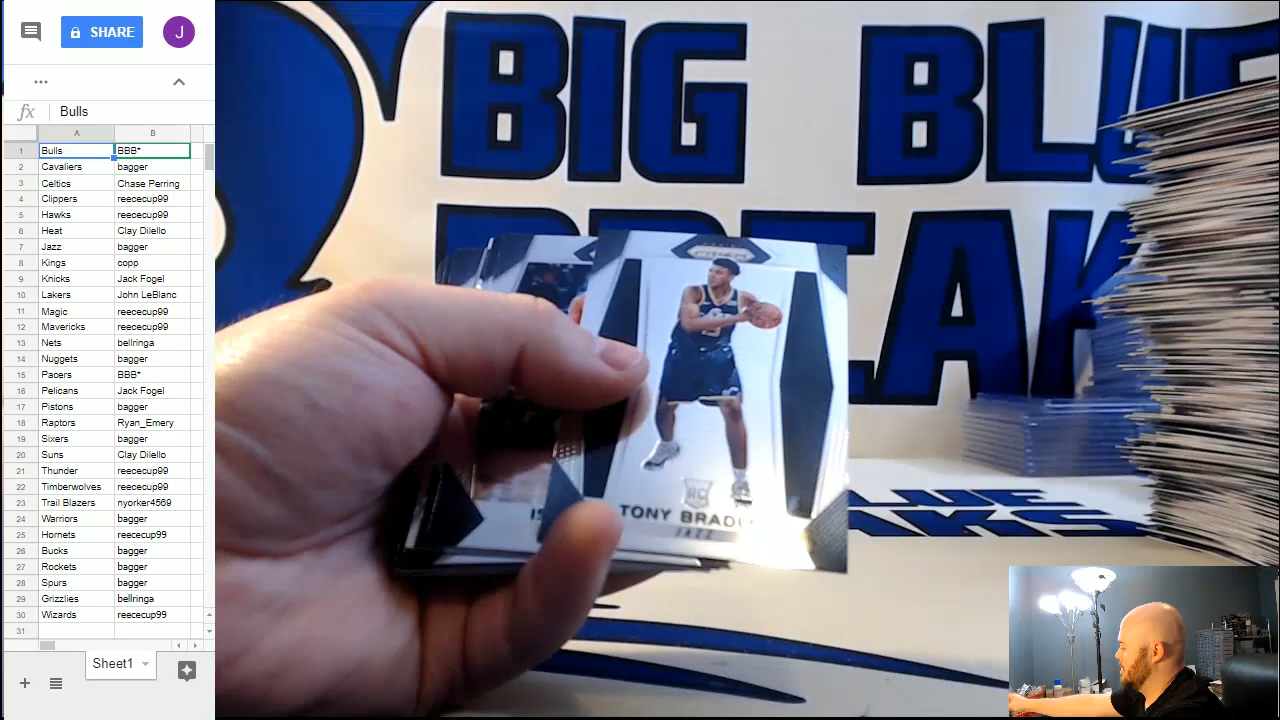 SHARE
J
...
fx Bulls
A B
1 Bulls BBB*
2 Cavaliers bagger
3 Celtics Chase Perring
4 Clippers reececup99
5 Hawks reececup99
6 Heat Clay Dilello
7 Jazz bagger
8 Kings copp
9 Knicks Jack Fogel
10 Lakers John LeBlanc
11 Magic reececup99
12 Mavericks reececup99
13 Nets bellringa
14 Nuggets bagger
15 Pacers BBB*
16 Pelicans Jack Fogel
17 Pistons bagger
18 Raptors Ryan_Emery
19 Sixers bagger
20 Suns Clay Dilello
21 Thunder reececup99
22 Timberwolves reececup99
23 Trail Blazers nyorker4569
24 Warriors bagger
25 Hornets reececup99
26 Bucks bagger
27 Rockets bagger
28 Spurs bagger
29 Grizzlies bellringa
30 Wizards reececup99
31
Sheet1
BIG BLUE
BREAK
PRIZM
RC
TONY BRADL
JAZZ